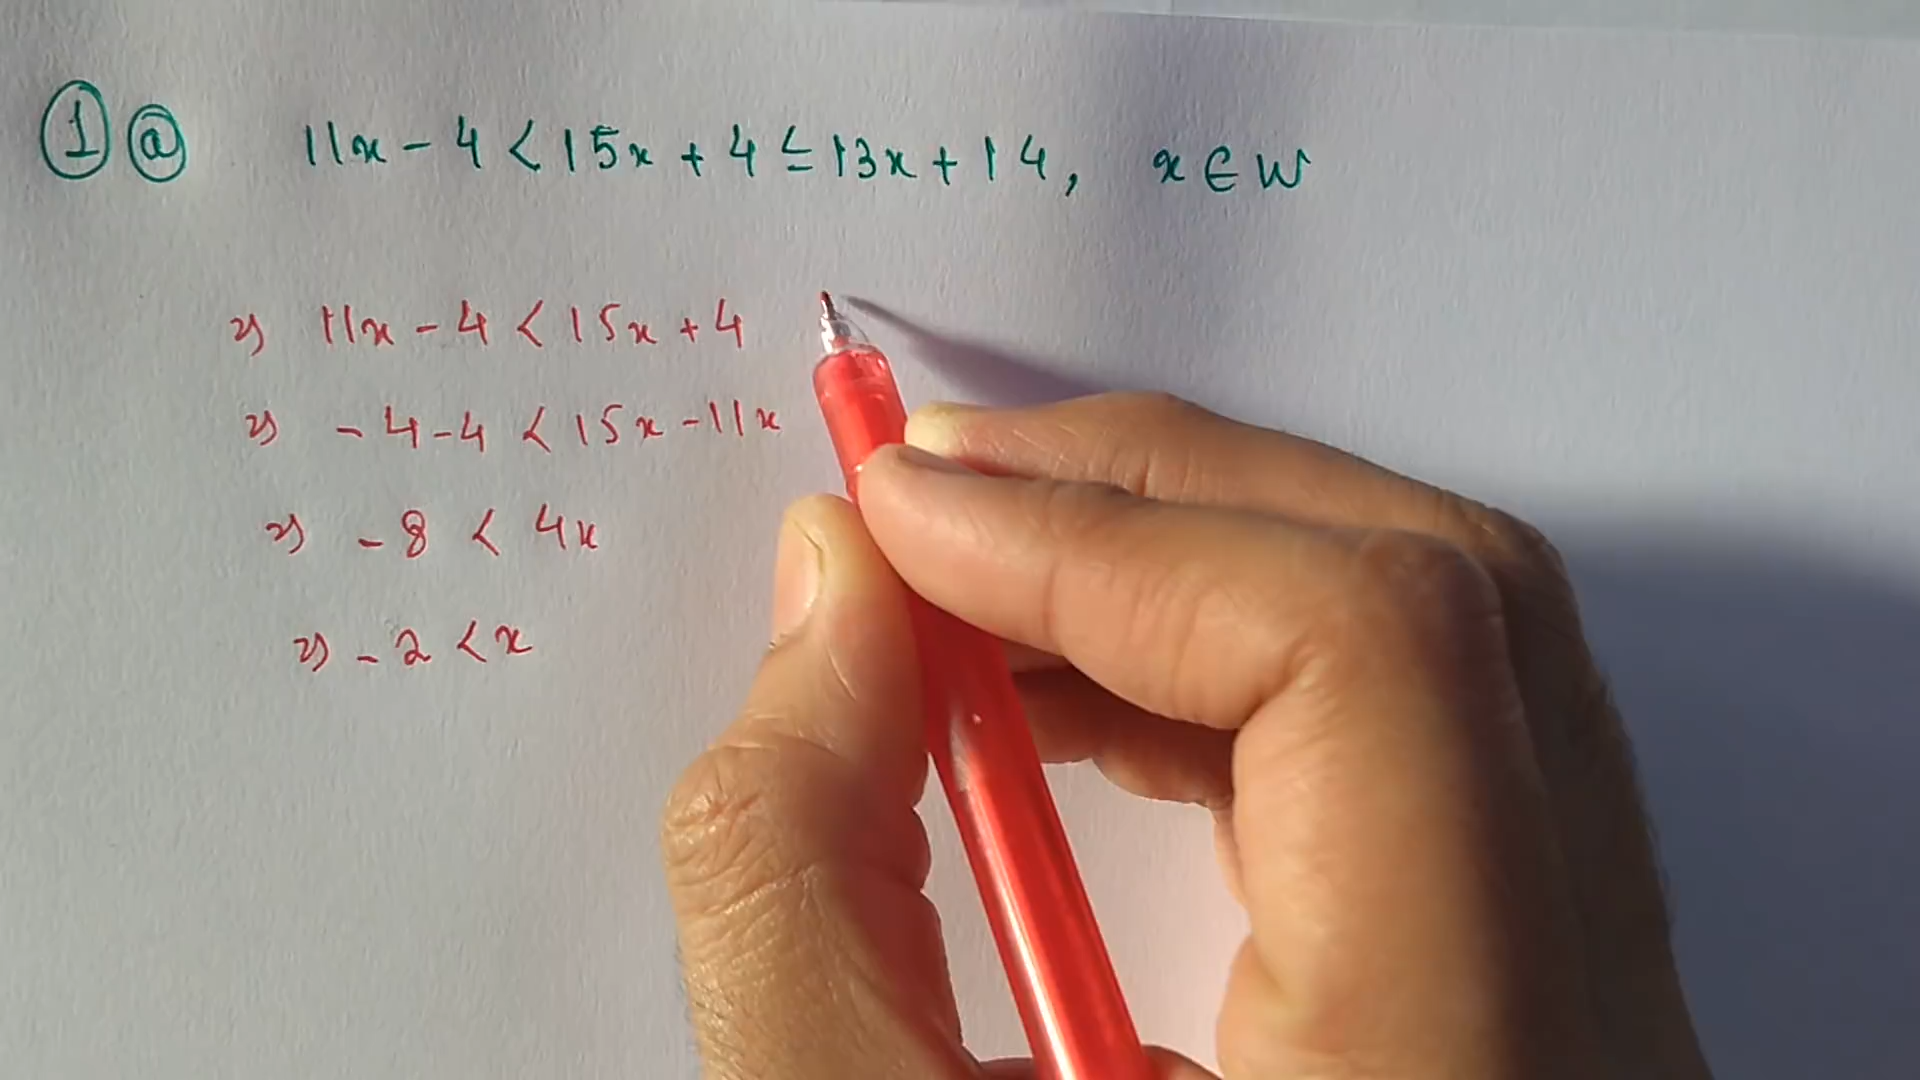 ① ⓐ 11x - 4 < 15x + 4 ≤ 13x + 14, x ∈ W
⇒ 11x - 4 < 15x + 4
⇒ - 4 - 4 < 15x - 11x
⇒ - 8 < 4x
⇒ - 2 < x